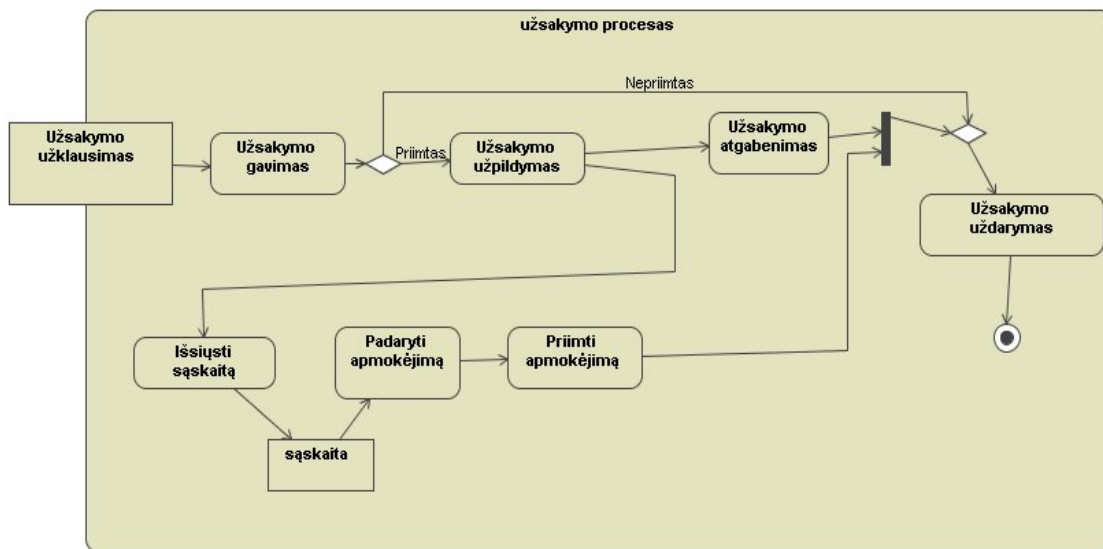 užsakymo procesas
Nepriimtas
Užsakymo
užklausimas
Užsakymo
gavimas
Priimtas
Užsakymo
užpildymas
Užsakymo
atgabenimas
Užsakymo
uždarymas
Išsiųsti
sąskaitą
Padaryti
apmokėjimą
Priimti
apmokėjimą
sąskaita